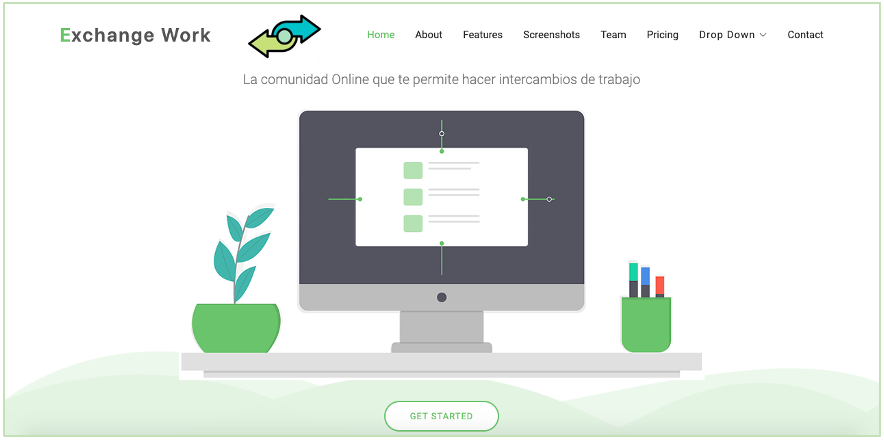 Exchange Work
Home About Features Screenshots Team Pricing Drop Down Contact
La comunidad Online que te permite hacer intercambios de trabajo
GET STARTED